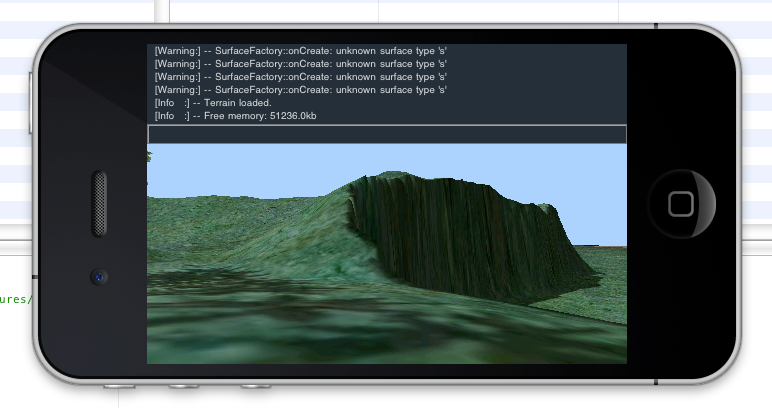 [Warning:] -- SurfaceFactory::onCreate: unknown surface type 's'
[Warning:] -- SurfaceFactory::onCreate: unknown surface type 's'
[Warning:] -- SurfaceFactory::onCreate: unknown surface type 's'
[Warning:] -- SurfaceFactory::onCreate: unknown surface type 's'
[Info   :] -- Terrain loaded.
[Info   :] -- Free memory: 51236.0kb
ures/